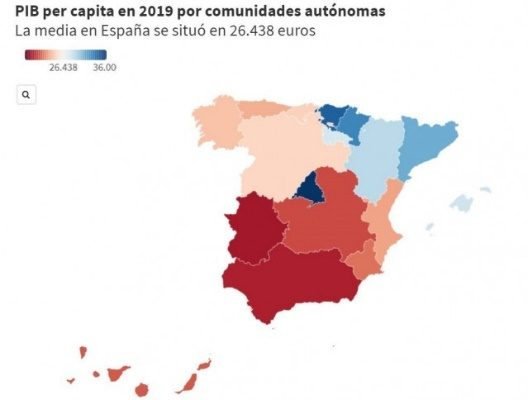 PIB per capita en 2019 por comunidades autónomas
La media en España se situó en 26.438 euros
26.438 36.00